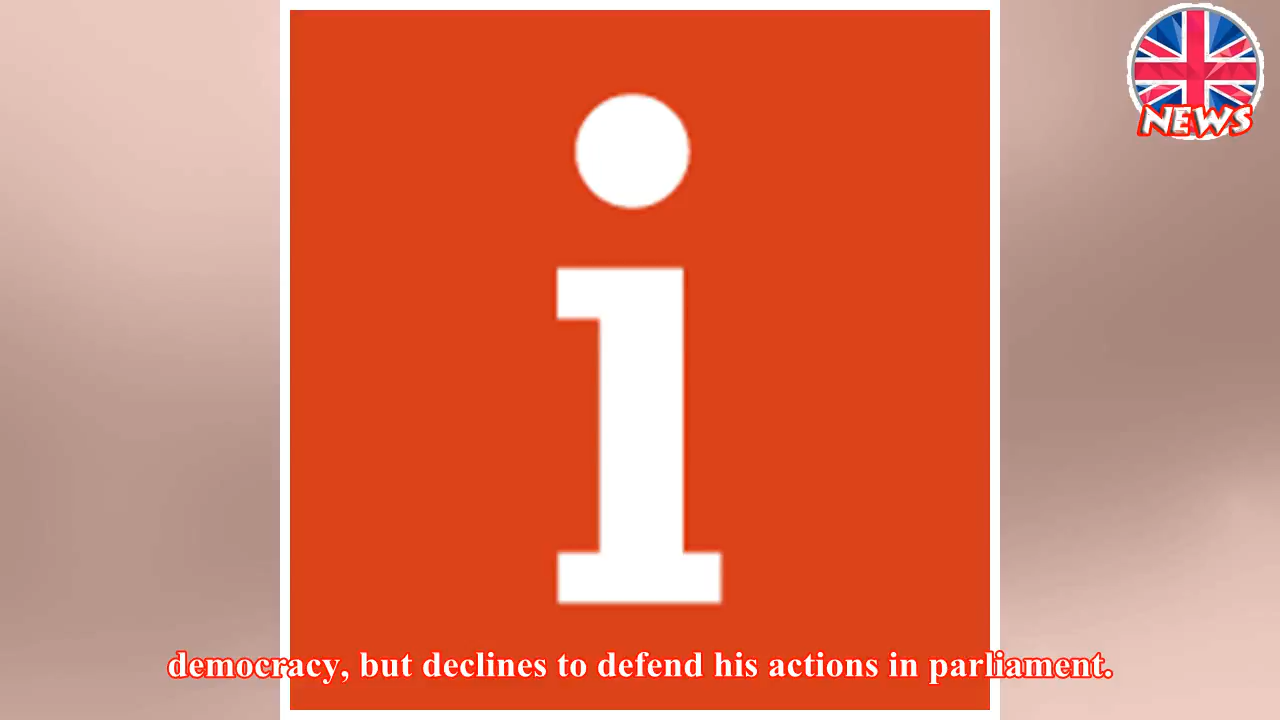 NEWS
i
democracy, but declines to defend his actions in parliament.